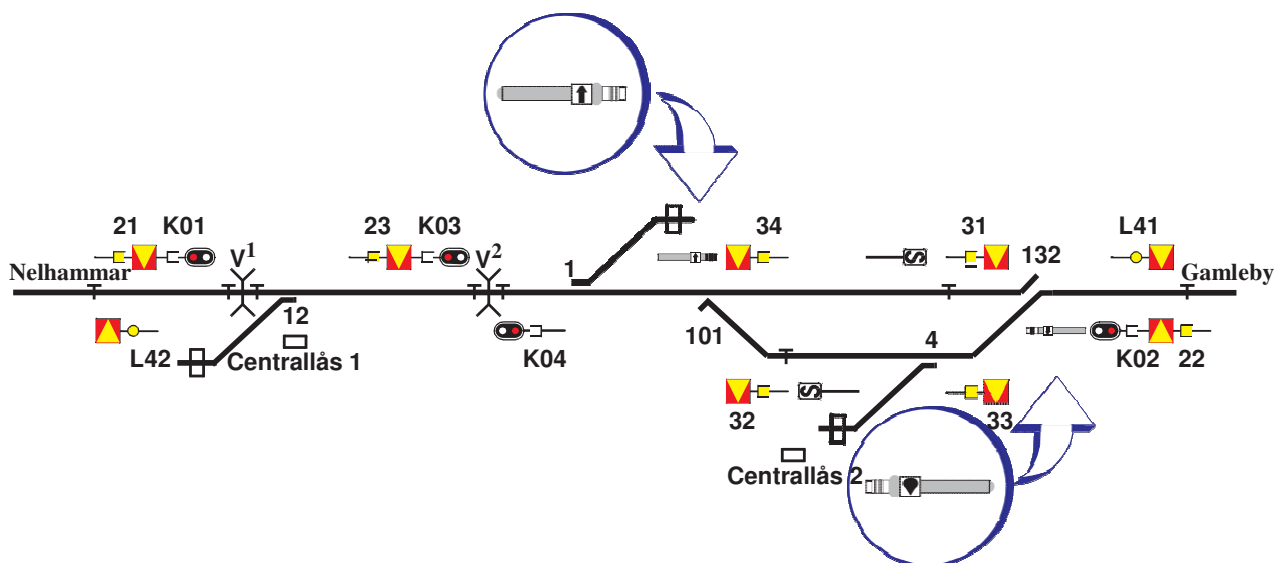 21 K01
23 K03
34
31
L41
V1
V2
1
132
Nelhammar
Gamleby
S
12
L42
Centrallås 1
K04
101
4
K02 22
32
S
33
Centrallås 2